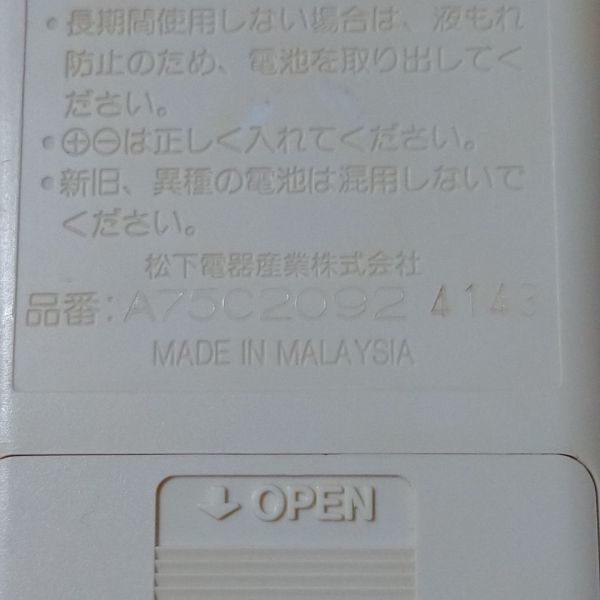 • 長期間使用しない場合は、液もれ
防止のため、電池を取り出してく
ださい。
• ⊕⊖は正しく入れてください。
• 新旧、異種の電池は混用しないで
ください。
松下電器産業株式会社
品番: A75C2092 4143
MADE IN MALAYSIA
↓ OPEN